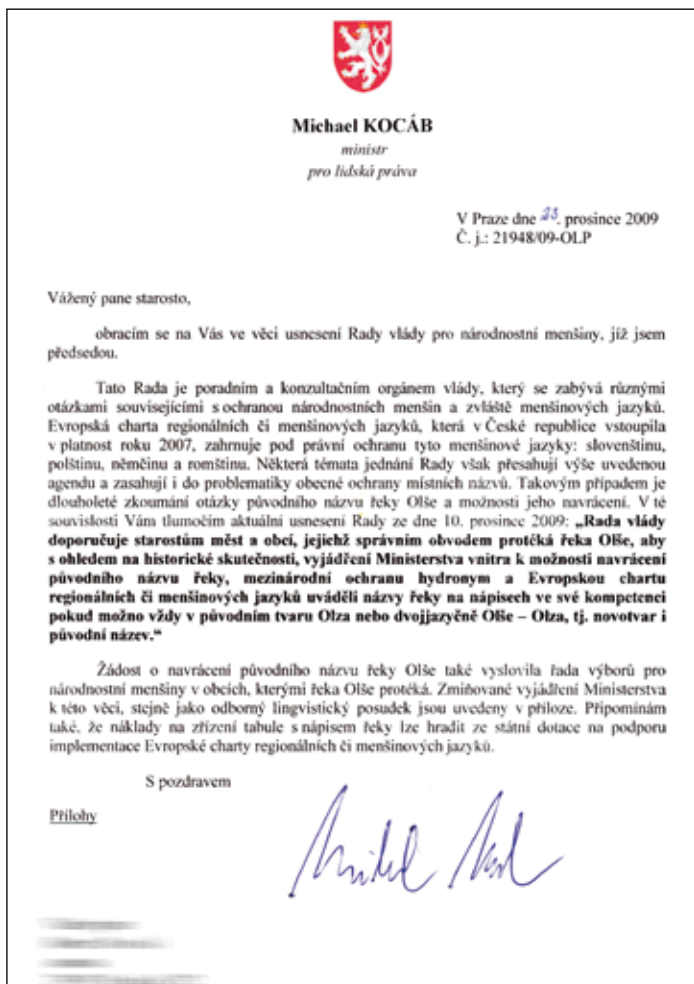 Michael KOCÁB
ministr
pro lidská práva
V Praze dne 23. prosince 2009
Č. j.: 21948/09-OLP
Vážený pane starosto,
obracím se na Vás ve věci usnesení Rady vlády pro národnostní menšiny, jíž jsem
předsedou.
Tato Rada je poradním a konzultačním orgánem vlády, který se zabývá různými
otázkami souvisejícími s ochranou národnostních menšin a zvláště menšinových jazyků.
Evropská charta regionálních či menšinových jazyků, která v České republice vstoupila
v platnost roku 2007, zahrnuje pod právní ochranu tyto menšinové jazyky: slovenštinu,
polštinu, němčinu a romštinu. Některá témata jednání Rady však přesahují výše uvedenou
agendu a zasahují i do problematiky obecné ochrany místních názvů. Takovým případem je
dlouholeté zkoumání otázky původního názvu řeky Olše a možnosti jeho navrácení. V té
souvislosti Vám tlumočím aktuální usnesení Rady ze dne 10. prosince 2009: „Rada vlády
doporučuje starostům měst a obcí, jejichž správním obvodem protéká řeka Olše, aby
s ohledem na historické skutečnosti, vyjádření Ministerstva vnitra k možnosti navrácení
původního názvu řeky, mezinárodní ochranu hydronym a Evropskou chartu
regionálních či menšinových jazyků uváděli názvy řeky na nápisech ve své kompetenci
pokud možno vždy v původním tvaru Olza nebo dvojjazyčně Olše – Olza, tj. novotvar i
původní název.“
Žádost o navrácení původního názvu řeky Olše také vyslovila řada výborů pro
národnostní menšiny v obcích, kterými řeka Olše protéká. Zmiňované vyjádření Ministerstva
k této věci, stejně jako odborný lingvistický posudek jsou uvedeny v příloze. Připomínám
také, že náklady na zřízení tabule s nápisem řeky lze hradit ze státní dotace na podporu
implementace Evropské charty regionálních či menšinových jazyků.
S pozdravem
Přílohy